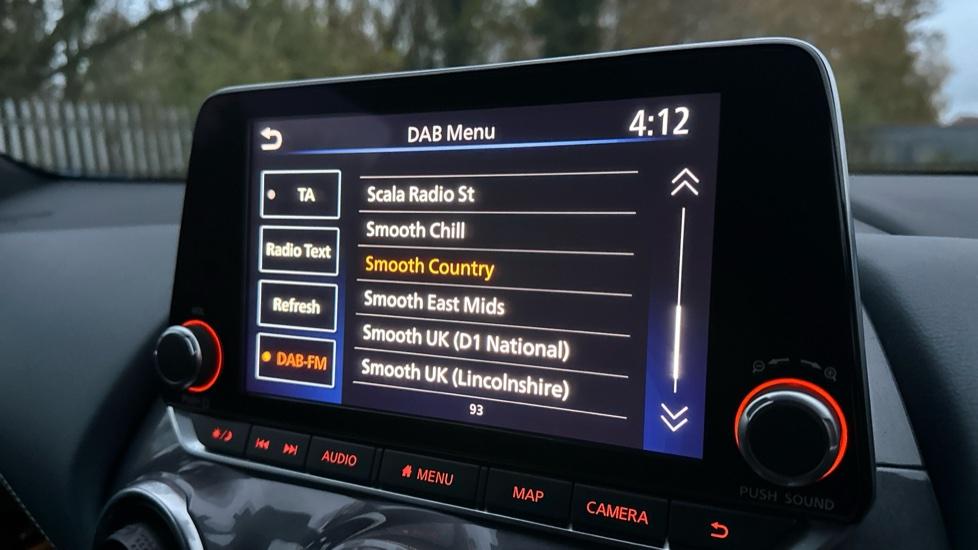 DAB Menu
4:12
TA
Radio Text
Refresh
DAB-FM
Scala Radio St
Smooth Chill
Smooth Country
Smooth East Mids
Smooth UK (D1 National)
Smooth UK (Lincolnshire)
93
AUDIO
MENU
MAP
CAMERA
PUSH SOUND